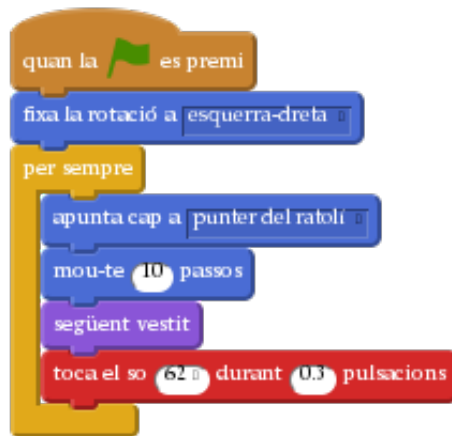 quan la es premi
fixa la rotació a esquerra-dreta
per sempre
apunta cap a punter del ratolí
mou-te 10 passos
següent vestit
toca el so 62 durant 0.3 pulsacions